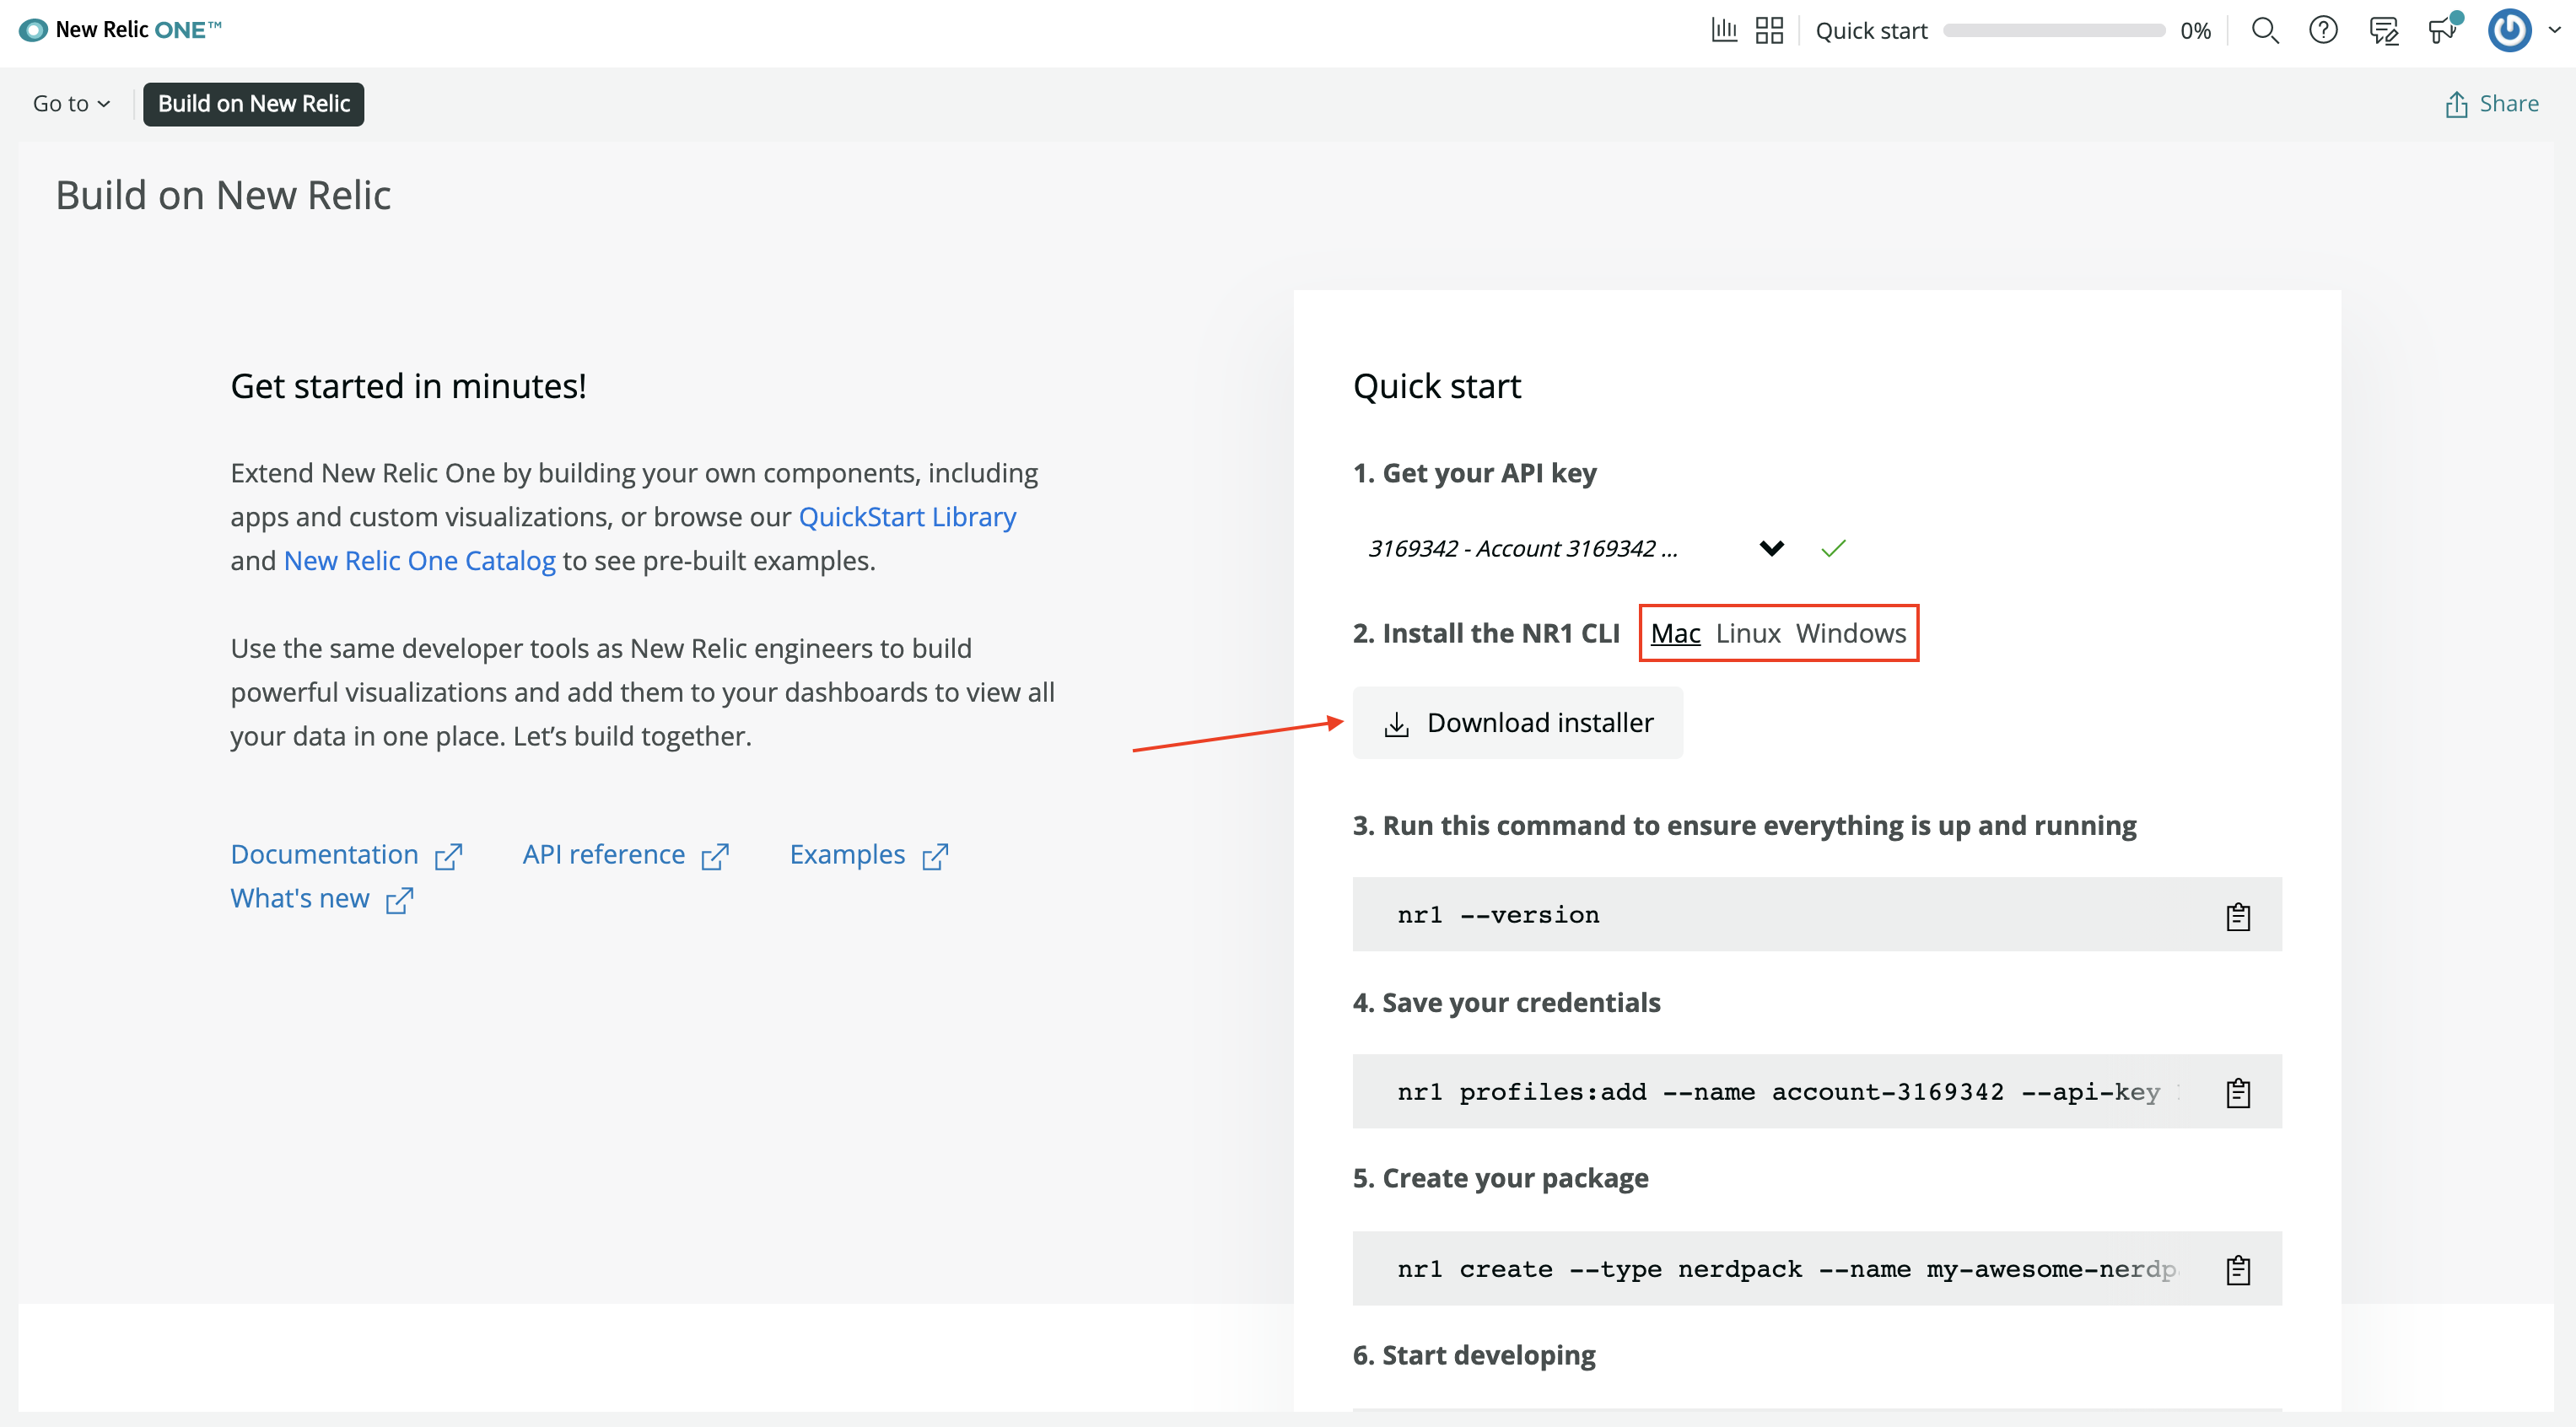 New Relic ONE™
Quick start 0%
Go to
Build on New Relic
Share
Build on New Relic
Get started in minutes!
Extend New Relic One by building your own components, including
apps and custom visualizations, or browse our QuickStart Library
and New Relic One Catalog to see pre-built examples.
Use the same developer tools as New Relic engineers to build
powerful visualizations and add them to your dashboards to view all
your data in one place. Let’s build together.
Documentation API reference Examples
What's new
Quick start
1. Get your API key
3169342 - Account 3169342 ...
2. Install the NR1 CLI Mac Linux Windows
Download installer
3. Run this command to ensure everything is up and running
nr1 --version
4. Save your credentials
nr1 profiles:add --name account-3169342 --api-key
5. Create your package
nr1 create --type nerdpack --name my-awesome-nerdp
6. Start developing